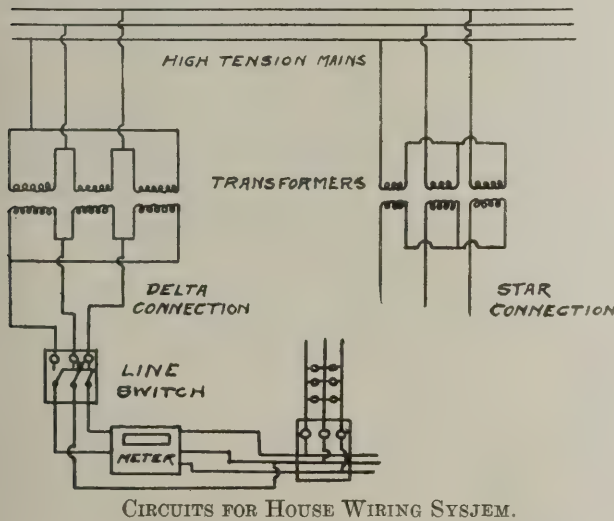 HIGH TENSION MAINS
TRANSFORMERS
DELTA
CONNECTION
STAR
CONNECTION
LINE
SWITCH
METER
CIRCUITS FOR HOUSE WIRING SYSJEM.